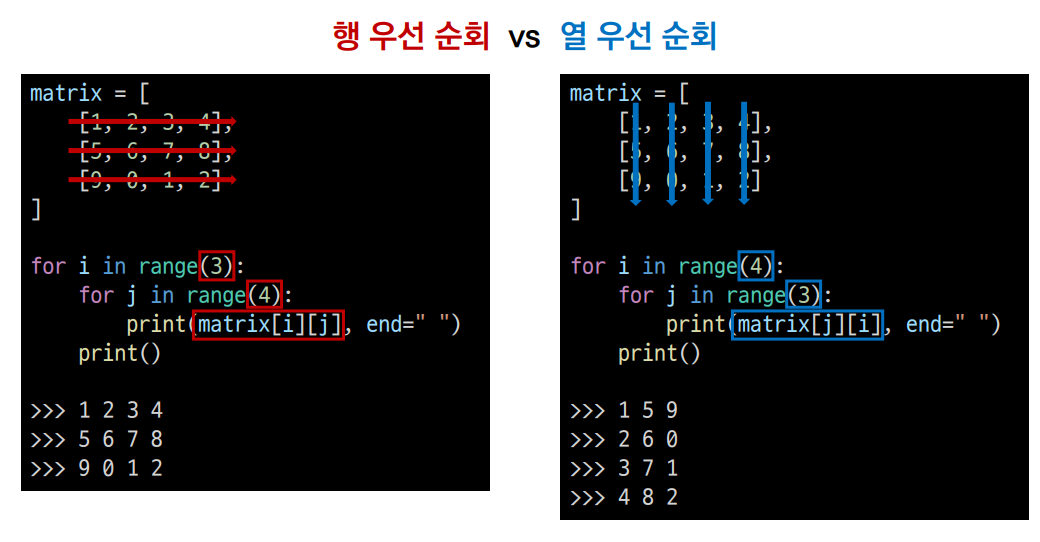 행 우선 순회 vs 열 우선 순회
matrix = [
[1, 2, 3, 4],
[5, 6, 7, 8],
[9, 0, 1, 2]
]
for i in range(3):
for j in range(4):
print(matrix[i][j], end=" ")
print()
>>> 1 2 3 4
>>> 5 6 7 8
>>> 9 0 1 2
matrix = [
[1, 2, 3, 4],
[5, 6, 7, 8],
[9, 0, 1, 2]
]
for i in range(4):
for j in range(3):
print(matrix[j][i], end=" ")
print()
>>> 1 5 9
>>> 2 6 0
>>> 3 7 1
>>> 4 8 2